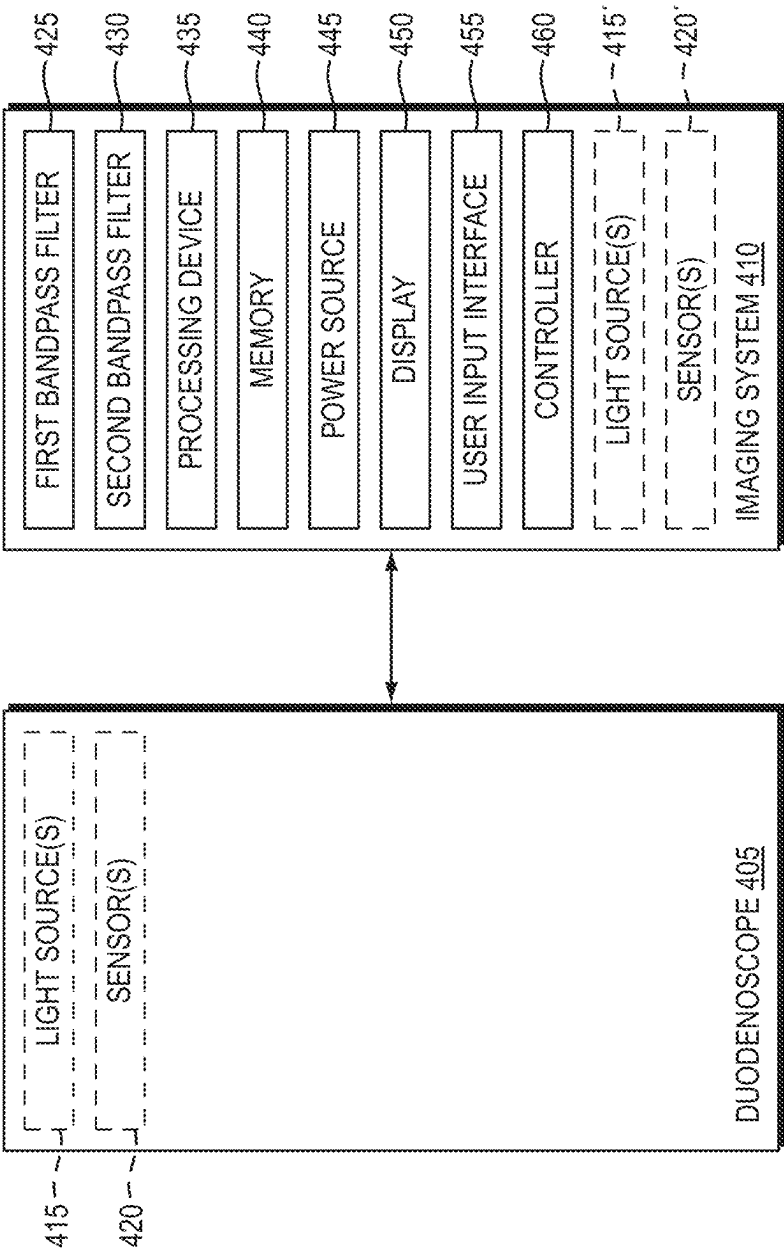 415
LIGHT SOURCE(S)
420
SENSOR(S)
DUODENOSCOPE 405
FIRST BANDPASS FILTER
425
SECOND BANDPASS FILTER
430
PROCESSING DEVICE
435
MEMORY
440
POWER SOURCE
445
DISPLAY
450
USER INPUT INTERFACE
455
CONTROLLER
460
LIGHT SOURCE(S)
415'
SENSOR(S)
420'
IMAGING SYSTEM 410